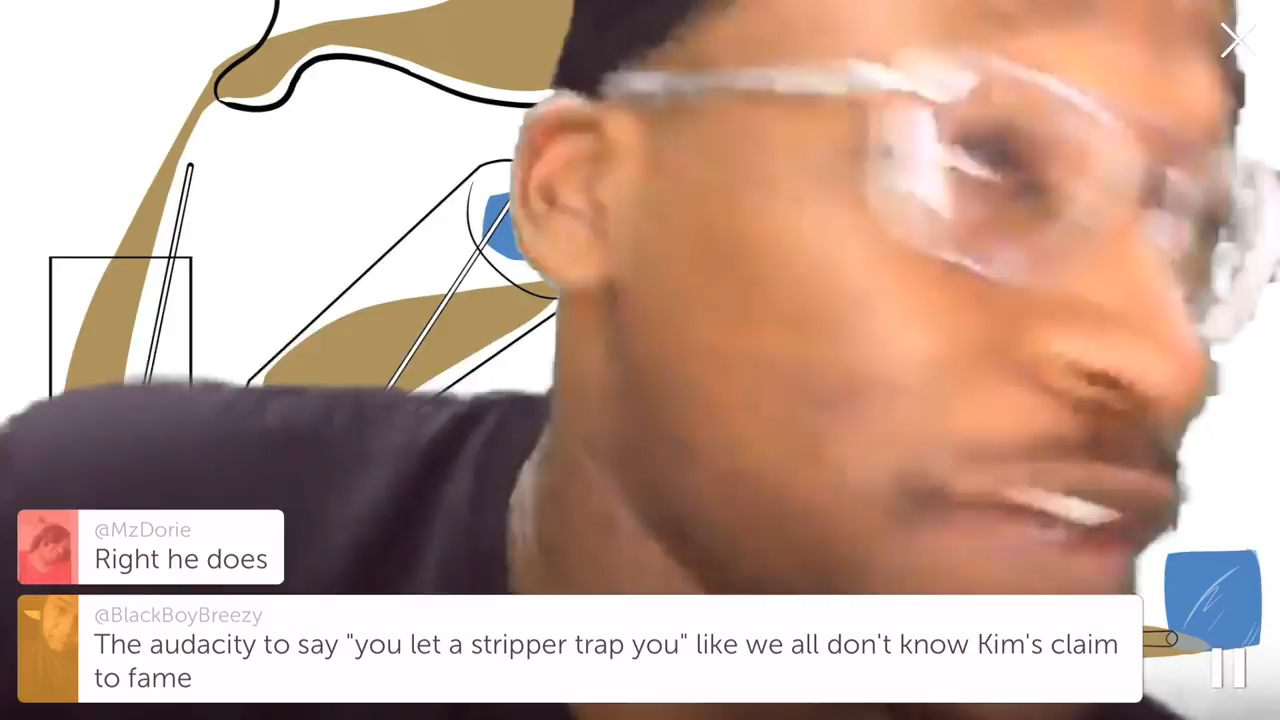 @MzDorie
Right he does
@BlackBoyBreezy
The audacity to say "you let a stripper trap you" like we all don't know Kim's claim
to fame